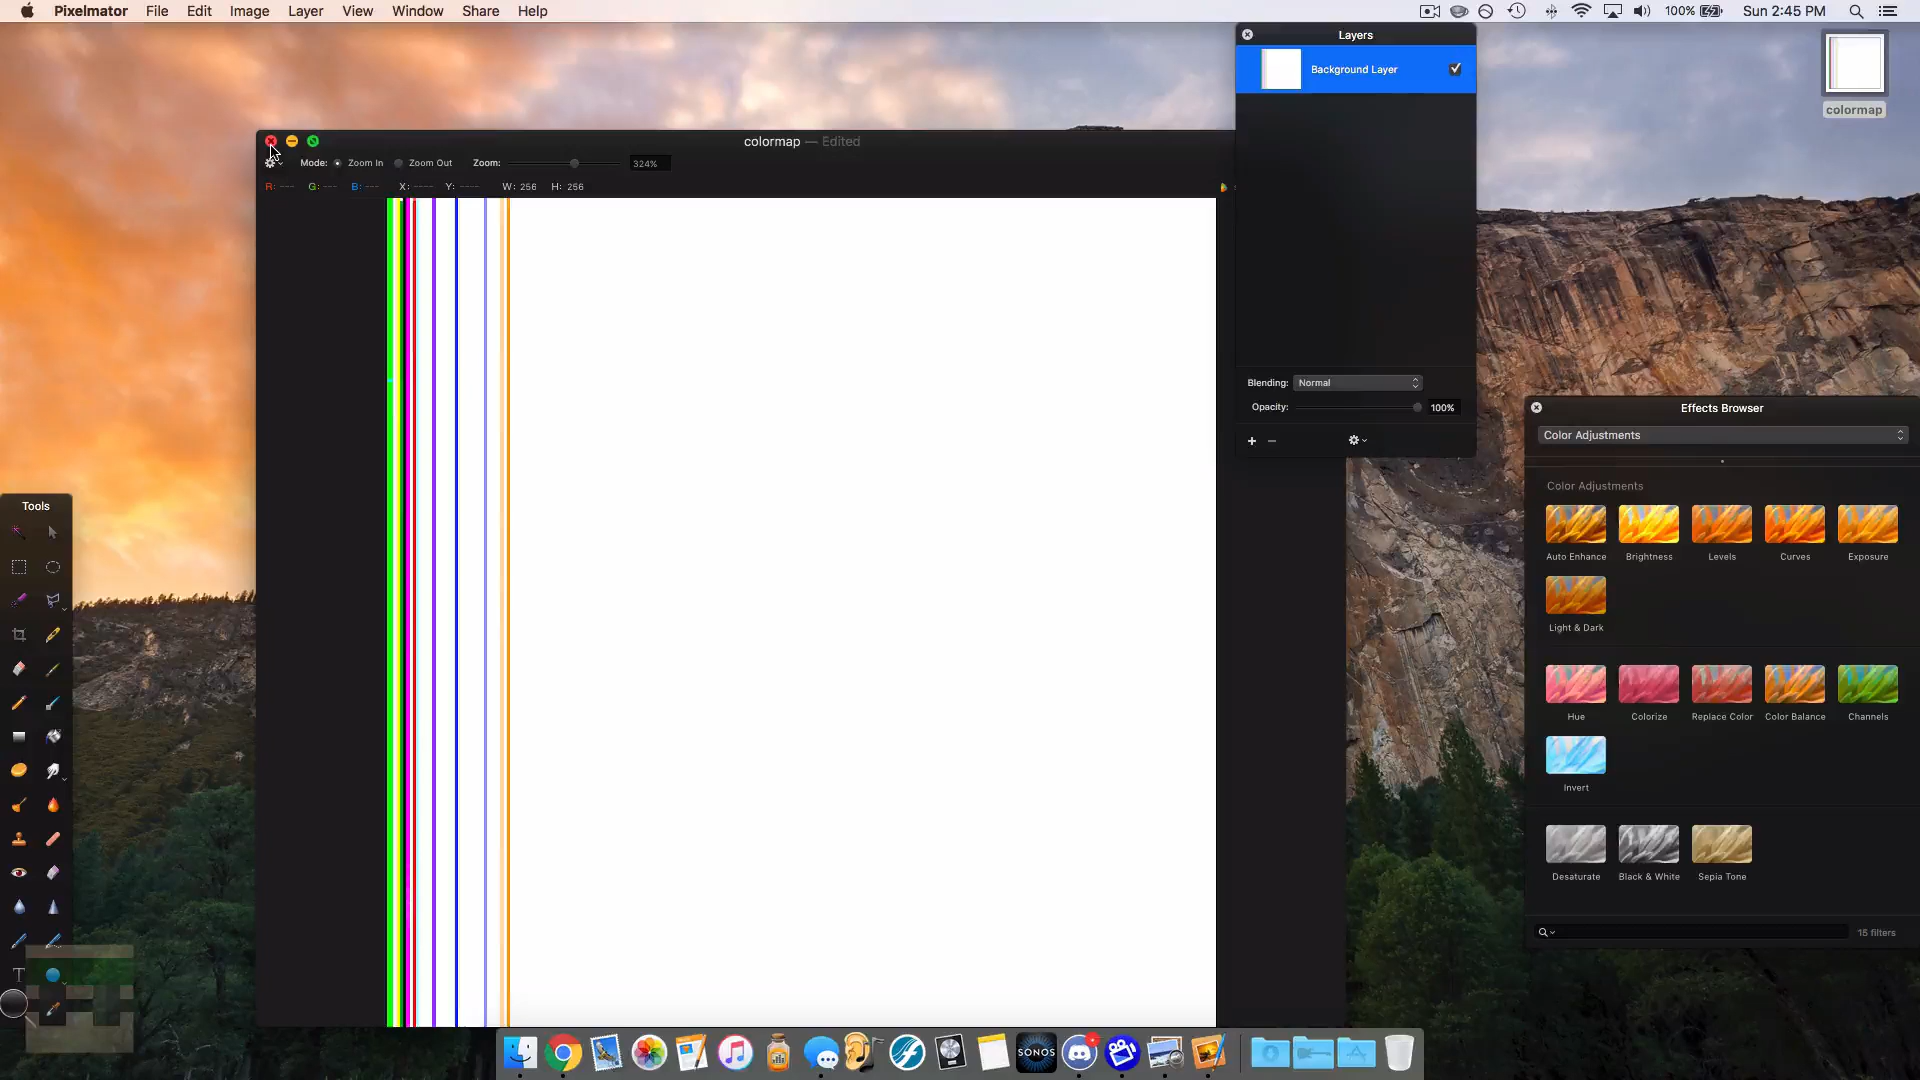 Pixelmator File Edit Image Layer View Window Share Help
100% Sun 2:45 PM
Layers
Background Layer
colormap
colormap — Edited
Mode: Zoom In Zoom Out Zoom: 324%
R: --- G: --- B: --- X: ---- Y: ---- W: 256 H: 256
Blending: Normal
Opacity: 100%
Effects Browser
Color Adjustments
Color Adjustments
Auto Enhance Brightness Levels Curves Exposure
Light & Dark
Hue Colorize Replace Color Color Balance Channels
Invert
Desaturate Black & White Sepia Tone
15 filters
Tools
T
SONOS